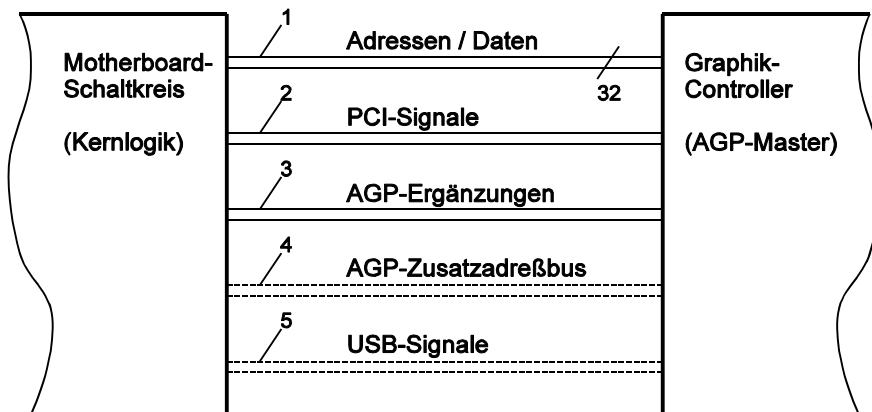 Motherboard-
Schaltkreis
(Kernlogik)
1
Adressen / Daten
32
2
PCI-Signale
3
AGP-Ergänzungen
4
AGP-Zusatzadreßbus
5
USB-Signale
Graphik-
Controller
(AGP-Master)